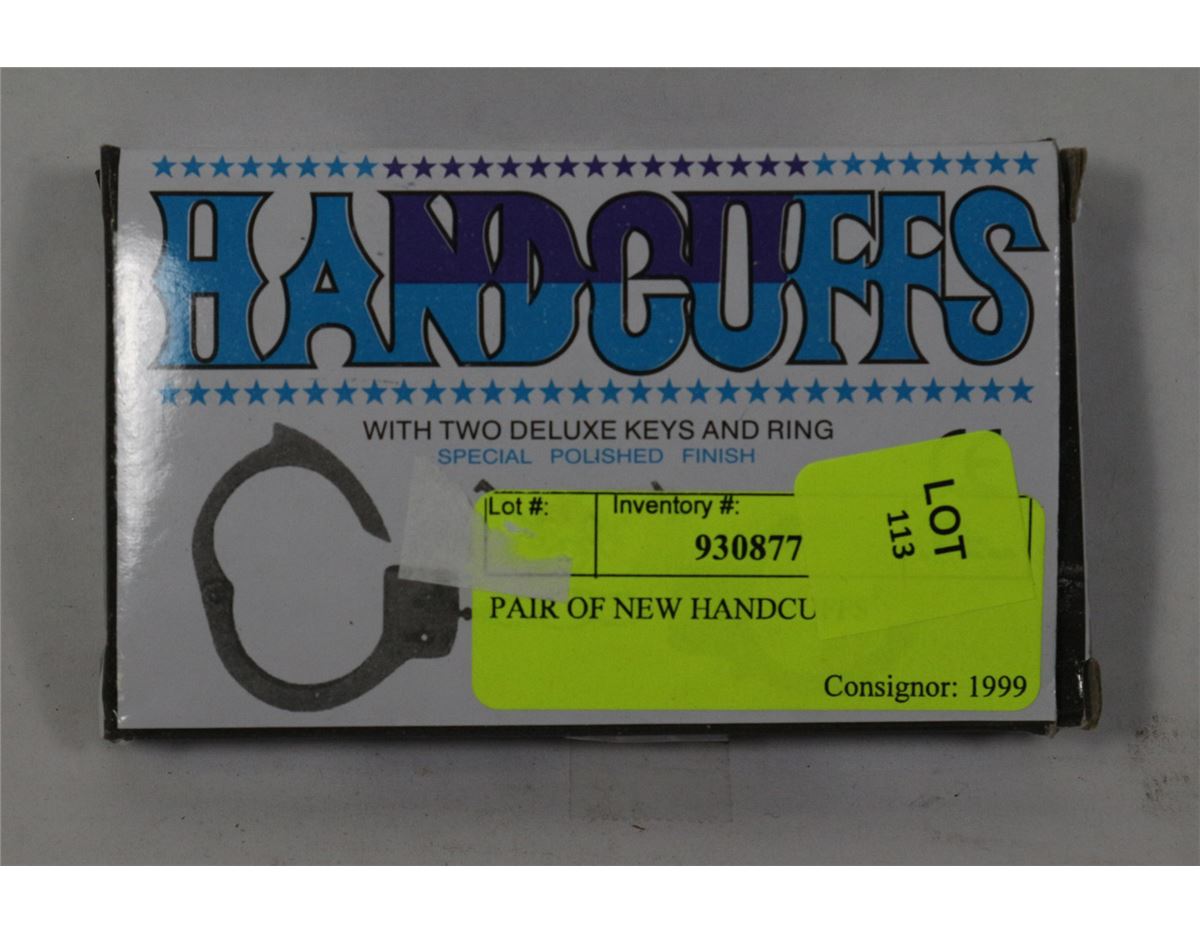 HANDCUFFS
WITH TWO DELUXE KEYS AND RING
SPECIAL POLISHED FINISH
Lot #:
Inventory #:
930877
LOT
113
PAIR OF NEW HANDCUFFS
Consignor: 1999